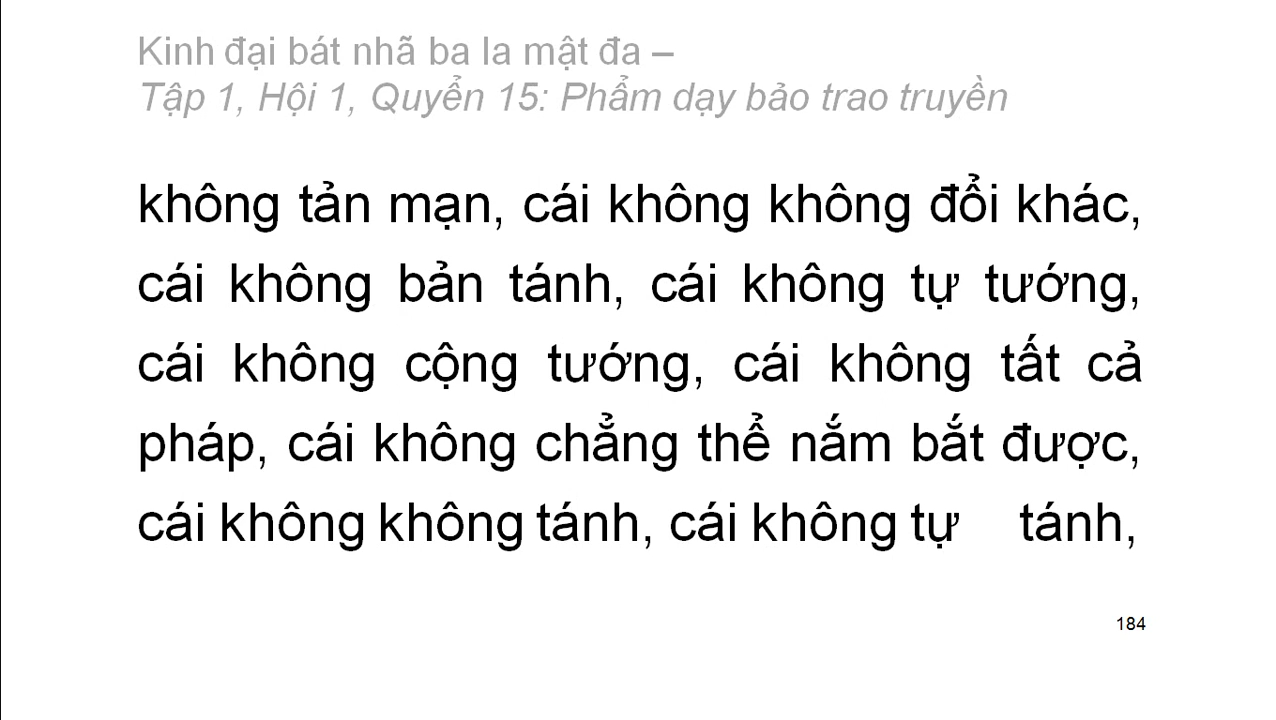 Kinh đại bát nhã ba la mật đa –
Tập 1, Hội 1, Quyển 15: Phẩm dạy bảo trao truyền
không tản mạn, cái không không đổi khác,
cái không bản tánh, cái không tự tướng,
cái không cộng tướng, cái không tất cả
pháp, cái không chẳng thể nắm bắt được,
cái không không tánh, cái không tự tánh,
184